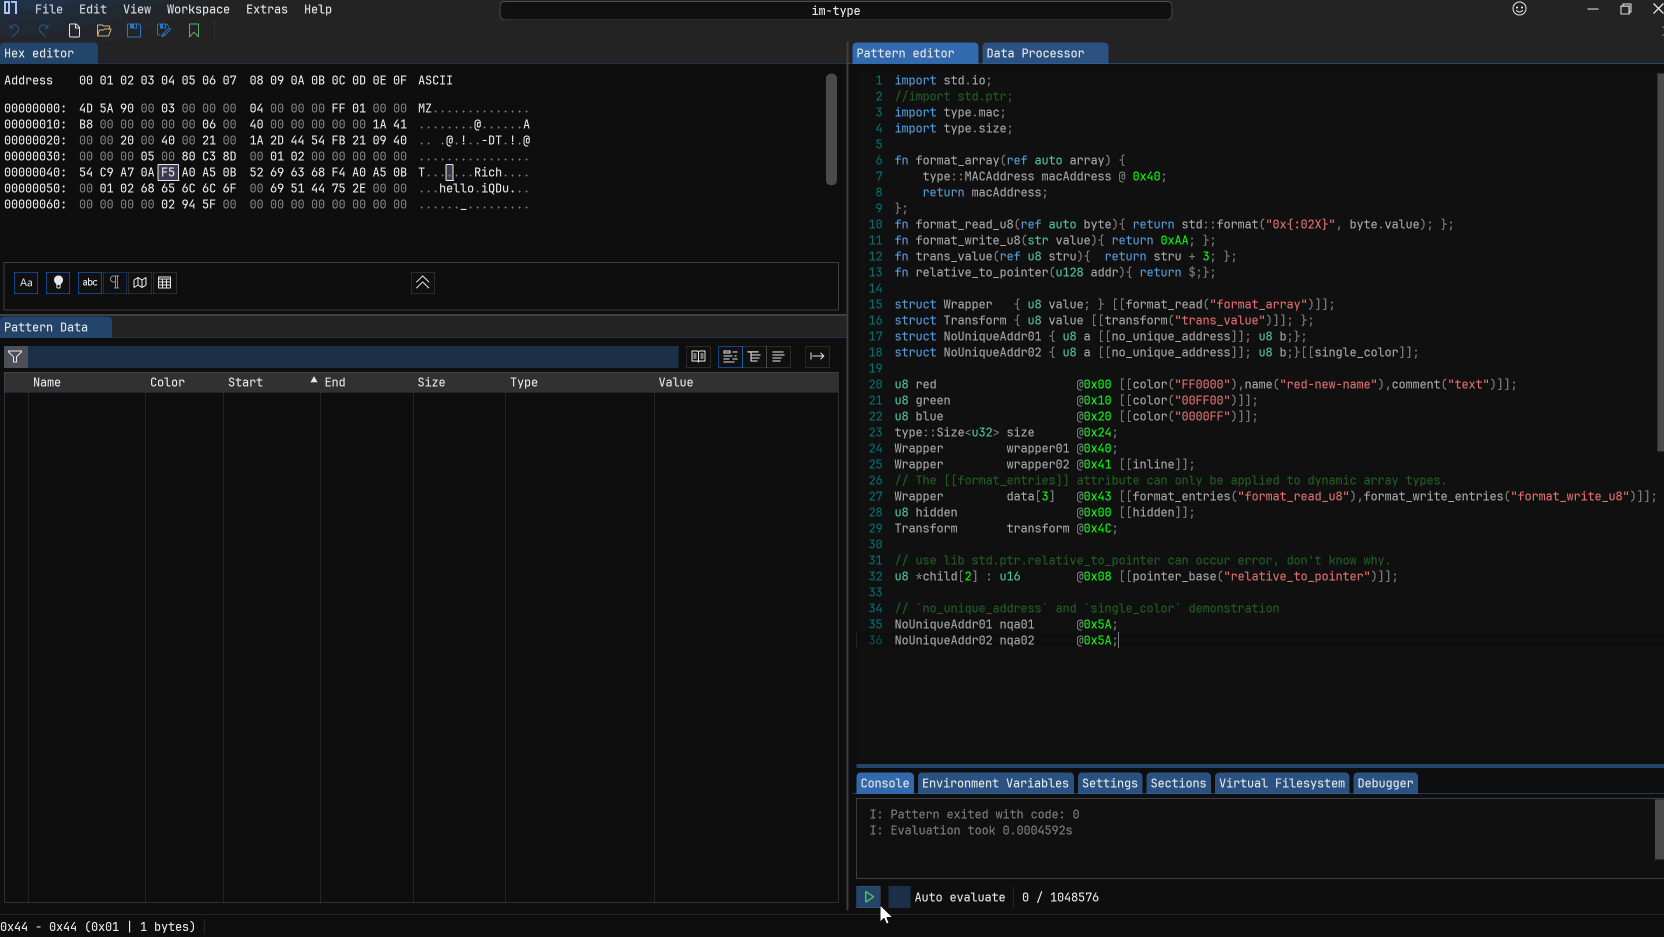 File Edit View Workspace Extras Help
im-type
Hex editor
Address 00 01 02 03 04 05 06 07 08 09 0A 0B 0C 0D 0E 0F ASCII
00000000: 4D 5A 90 00 03 00 00 00 04 00 00 00 FF 01 00 00 MZ..............
00000010: B8 00 00 00 00 00 06 00 40 00 00 00 00 00 1A 41 ........@......A
00000020: 00 00 20 00 40 00 21 00 1A 2D 44 54 FB 21 09 40 .. .@.!..-DT.!.@
00000030: 00 00 00 05 00 80 C3 8D 00 01 02 00 00 00 00 00 ................
00000040: 54 C9 A7 0A F5 A0 A5 0B 52 69 63 68 F4 A0 A5 0B T.......Rich....
00000050: 00 01 02 68 65 6C 6C 6F 00 69 51 44 75 2E 00 00 ...hello.iQDu...
00000060: 00 00 00 00 02 94 5F 00 00 00 00 00 00 00 00 00 ......_.........
Aa abc
Pattern Data
Name Color Start End Size Type Value
Pattern editor Data Processor
1 import std.io;
2 //import std.ptr;
3 import type.mac;
4 import type.size;
5
6 fn format_array(ref auto array) {
7 type::MACAddress macAddress @ 0x40;
8 return macAddress;
9 };
10 fn format_read_u8(ref auto byte){ return std::format("0x{:02X}", byte.value); };
11 fn format_write_u8(str value){ return 0xAA; };
12 fn trans_value(ref u8 stru){ return stru + 3; };
13 fn relative_to_pointer(u128 addr){ return $;};
14
15 struct Wrapper { u8 value; } [[format_read("format_array")]];
16 struct Transform { u8 value [[transform("trans_value")]]; };
17 struct NoUniqueAddr01 { u8 a [[no_unique_address]]; u8 b;};
18 struct NoUniqueAddr02 { u8 a [[no_unique_address]]; u8 b;}[[single_color]];
19
20 u8 red @0x00 [[color("FF0000"),name("red-new-name"),comment("text")]];
21 u8 green @0x10 [[color("00FF00")]];
22 u8 blue @0x20 [[color("0000FF")]];
23 type::Size<u32> size @0x24;
24 Wrapper wrapper01 @0x40;
25 Wrapper wrapper02 @0x41 [[inline]];
26 // The [[format_entries]] attribute can only be applied to dynamic array types.
27 Wrapper data[3] @0x43 [[format_entries("format_read_u8"),format_write_entries("format_write_u8")]];
28 u8 hidden @0x00 [[hidden]];
29 Transform transform @0x4C;
30
31 // use lib std.ptr.relative_to_pointer can occur error, don't know why.
32 u8 *child[2] : u16 @0x08 [[pointer_base("relative_to_pointer")]];
33
34 // `no_unique_address` and `single_color` demonstration
35 NoUniqueAddr01 nqa01 @0x5A;
36 NoUniqueAddr02 nqa02 @0x5A;
Console Environment Variables Settings Sections Virtual Filesystem Debugger
I: Pattern exited with code: 0
I: Evaluation took 0.0004592s
Auto evaluate 0 / 1048576
0x44 - 0x44 (0x01 | 1 bytes)